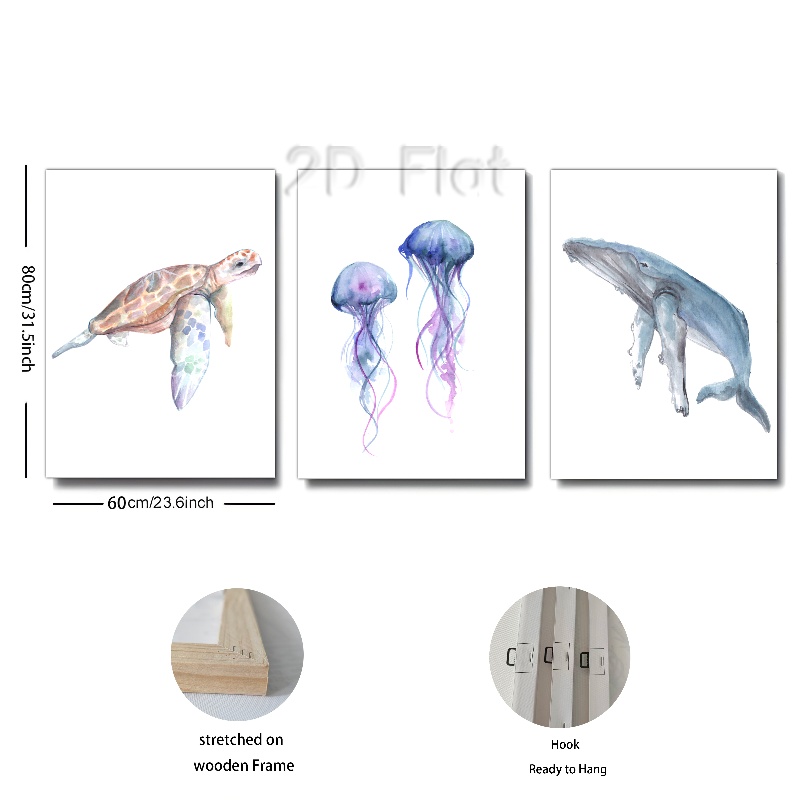 2D Flat
80cm/31.5inch
60cm/23.6inch
stretched on
wooden Frame
Hook
Ready to Hang